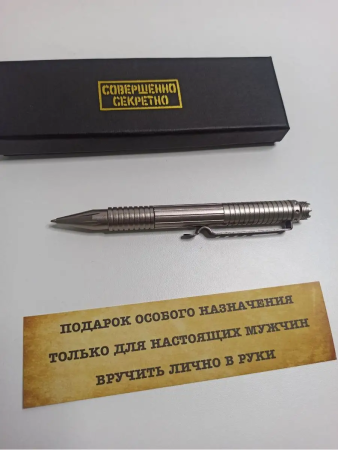 СОВЕРШЕННО
СЕКРЕТНО
ПОДАРОК ОСОБОГО НАЗНАЧЕНИЯ
ТОЛЬКО ДЛЯ НАСТОЯЩИХ МУЖЧИН
ВРУЧИТЬ ЛИЧНО В РУКИ